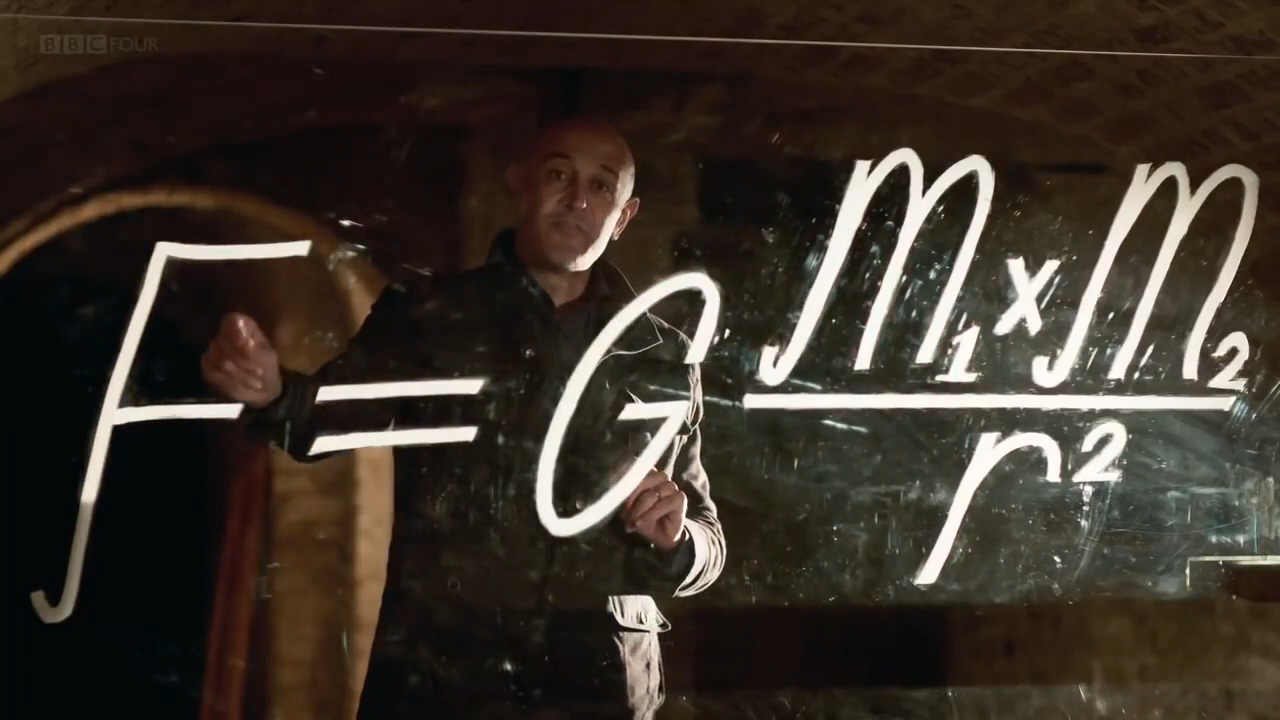 BBC FOUR
F = G m₁ x m₂ / r²